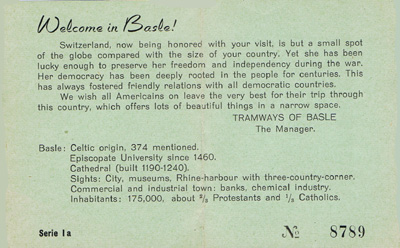 Welcome in Basle!
Switzerland, now being honored with your visit, is but a small spot
of the globe compared with the size of your country. Yet she has been
lucky enough to preserve her freedom and independency during the war.
Her democracy has been deeply rooted in the people for centuries. This
has always fostered friendly relations with all democratic countries.
We wish all Americans on leave the very best for their trip through
this country, which offers lots of beautiful things in a narrow space.
TRAMWAYS OF BASLE
The Manager.
Basle: Celtic origin, 374 mentioned.
Episcopate University since 1460.
Cathedral (built 1190-1240).
Sights: City, museums, Rhine-harbour with three-country-corner.
Commercial and industrial town: banks, chemical industry.
Inhabitants: 175,000, about 2/3 Protestants and 1/3 Catholics.
Serie Ia № 8789